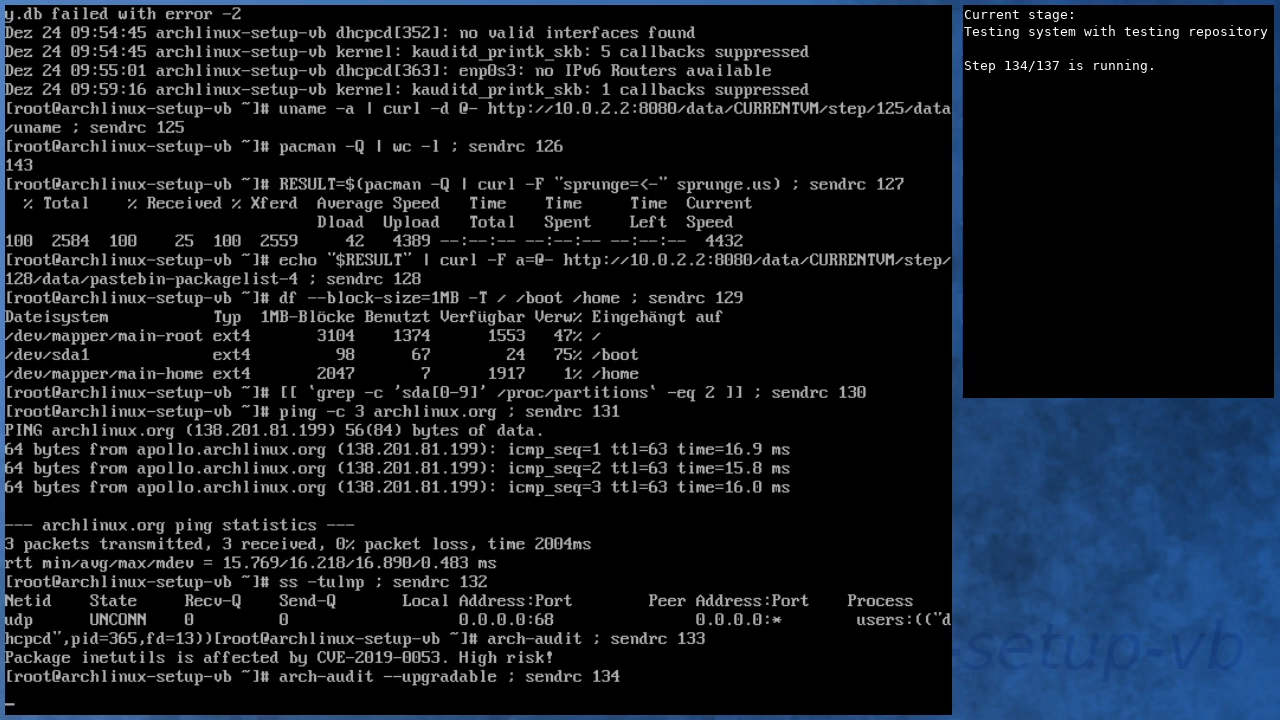 y.db failed with error -2
Dez 24 09:54:45 archlinux-setup-vb dhcpcd[352]: no valid interfaces found
Dez 24 09:54:45 archlinux-setup-vb kernel: kauditd_printk_skb: 5 callbacks suppressed
Dez 24 09:55:01 archlinux-setup-vb dhcpcd[363]: enp0s3: no IPv6 Routers available
Dez 24 09:59:16 archlinux-setup-vb kernel: kauditd_printk_skb: 1 callbacks suppressed
[root@archlinux-setup-vb ~]# uname -a | curl -d @- http://10.0.2.2:8080/data/CURRENTVM/step/125/data
/uname ; sendrc 125
[root@archlinux-setup-vb ~]# pacman -Q | wc -l ; sendrc 126
143
[root@archlinux-setup-vb ~]# RESULT=$(pacman -Q | curl -F "sprunge=<-" sprunge.us) ; sendrc 127
  % Total    % Received % Xferd  Average Speed   Time    Time     Time  Current
                                 Dload  Upload   Total   Spent    Left  Speed
100  2584  100    25  100  2559     42   4389 --:--:-- --:--:-- --:--:--  4432
[root@archlinux-setup-vb ~]# echo "$RESULT" | curl -F a=@- http://10.0.2.2:8080/data/CURRENTVM/step/
128/data/pastebin-packagelist-4 ; sendrc 128
[root@archlinux-setup-vb ~]# df --block-size=1MB -T / /boot /home ; sendrc 129
Dateisystem           Typ  1MB-Blöcke Benutzt Verfügbar Verw% Eingehängt auf
/dev/mapper/main-root ext4       3104    1374      1553   47% /
/dev/sda1             ext4         98      67        24   75% /boot
/dev/mapper/main-home ext4       2047       7      1917    1% /home
[root@archlinux-setup-vb ~]# [[ `grep -c 'sda[0-9]' /proc/partitions` -eq 2 ]] ; sendrc 130
[root@archlinux-setup-vb ~]# ping -c 3 archlinux.org ; sendrc 131
PING archlinux.org (138.201.81.199) 56(84) bytes of data.
64 bytes from apollo.archlinux.org (138.201.81.199): icmp_seq=1 ttl=63 time=16.9 ms
64 bytes from apollo.archlinux.org (138.201.81.199): icmp_seq=2 ttl=63 time=15.8 ms
64 bytes from apollo.archlinux.org (138.201.81.199): icmp_seq=3 ttl=63 time=16.0 ms

--- archlinux.org ping statistics ---
3 packets transmitted, 3 received, 0% packet loss, time 2004ms
rtt min/avg/max/mdev = 15.769/16.218/16.890/0.483 ms
[root@archlinux-setup-vb ~]# ss -tulnp ; sendrc 132
Netid    State     Recv-Q    Send-Q       Local Address:Port        Peer Address:Port    Process
udp      UNCONN    0         0                  0.0.0.0:68               0.0.0.0:*        users:(("d
hcpcd",pid=365,fd=13))[root@archlinux-setup-vb ~]# arch-audit ; sendrc 133
Package inetutils is affected by CVE-2019-0053. High risk!
[root@archlinux-setup-vb ~]# arch-audit --upgradable ; sendrc 134
Current stage:
Testing system with testing repository
Step 134/137 is running.
-setup-vb